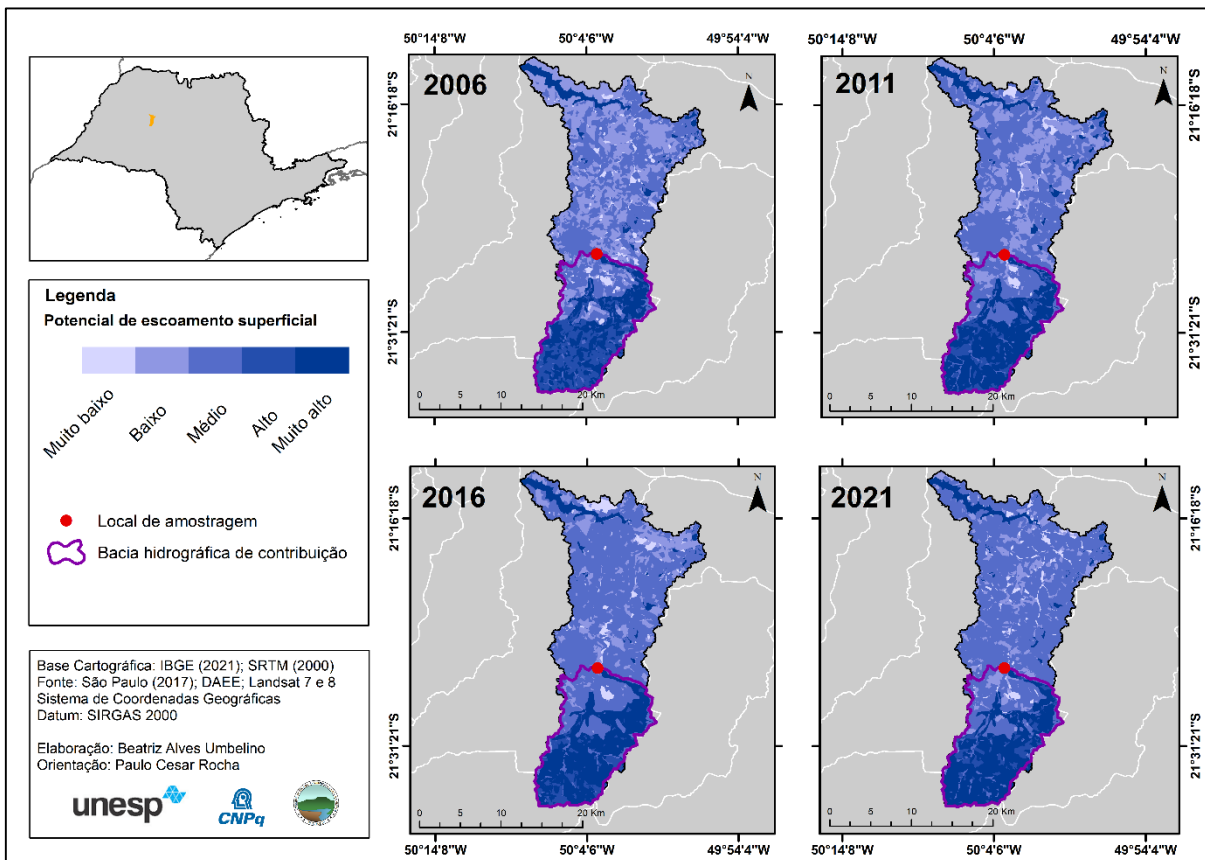 Legenda
Potencial de escoamento superficial
Muito baixo
Baixo
Médio
Alto
Muito alto
Local de amostragem
Bacia hidrográfica de contribuição
Base Cartográfica: IBGE (2021); SRTM (2000)
Fonte: São Paulo (2017); DAEE; Landsat 7 e 8
Sistema de Coordenadas Geográficas
Datum: SIRGAS 2000
Elaboração: Beatriz Alves Umbelino
Orientação: Paulo Cesar Rocha
unesp
CNPq
50°14'8"W 50°4'6"W 49°54'4"W
2006
N
21°16'18"S
21°31'21"S
0 5 10 20 Km
50°14'8"W 50°4'6"W 49°54'4"W
2011
N
21°16'18"S
21°31'21"S
0 5 10 20 Km
2016
N
21°16'18"S
21°31'21"S
0 5 10 20 Km
50°14'8"W 50°4'6"W 49°54'4"W
2021
N
21°16'18"S
21°31'21"S
0 5 10 20 Km
50°14'8"W 50°4'6"W 49°54'4"W